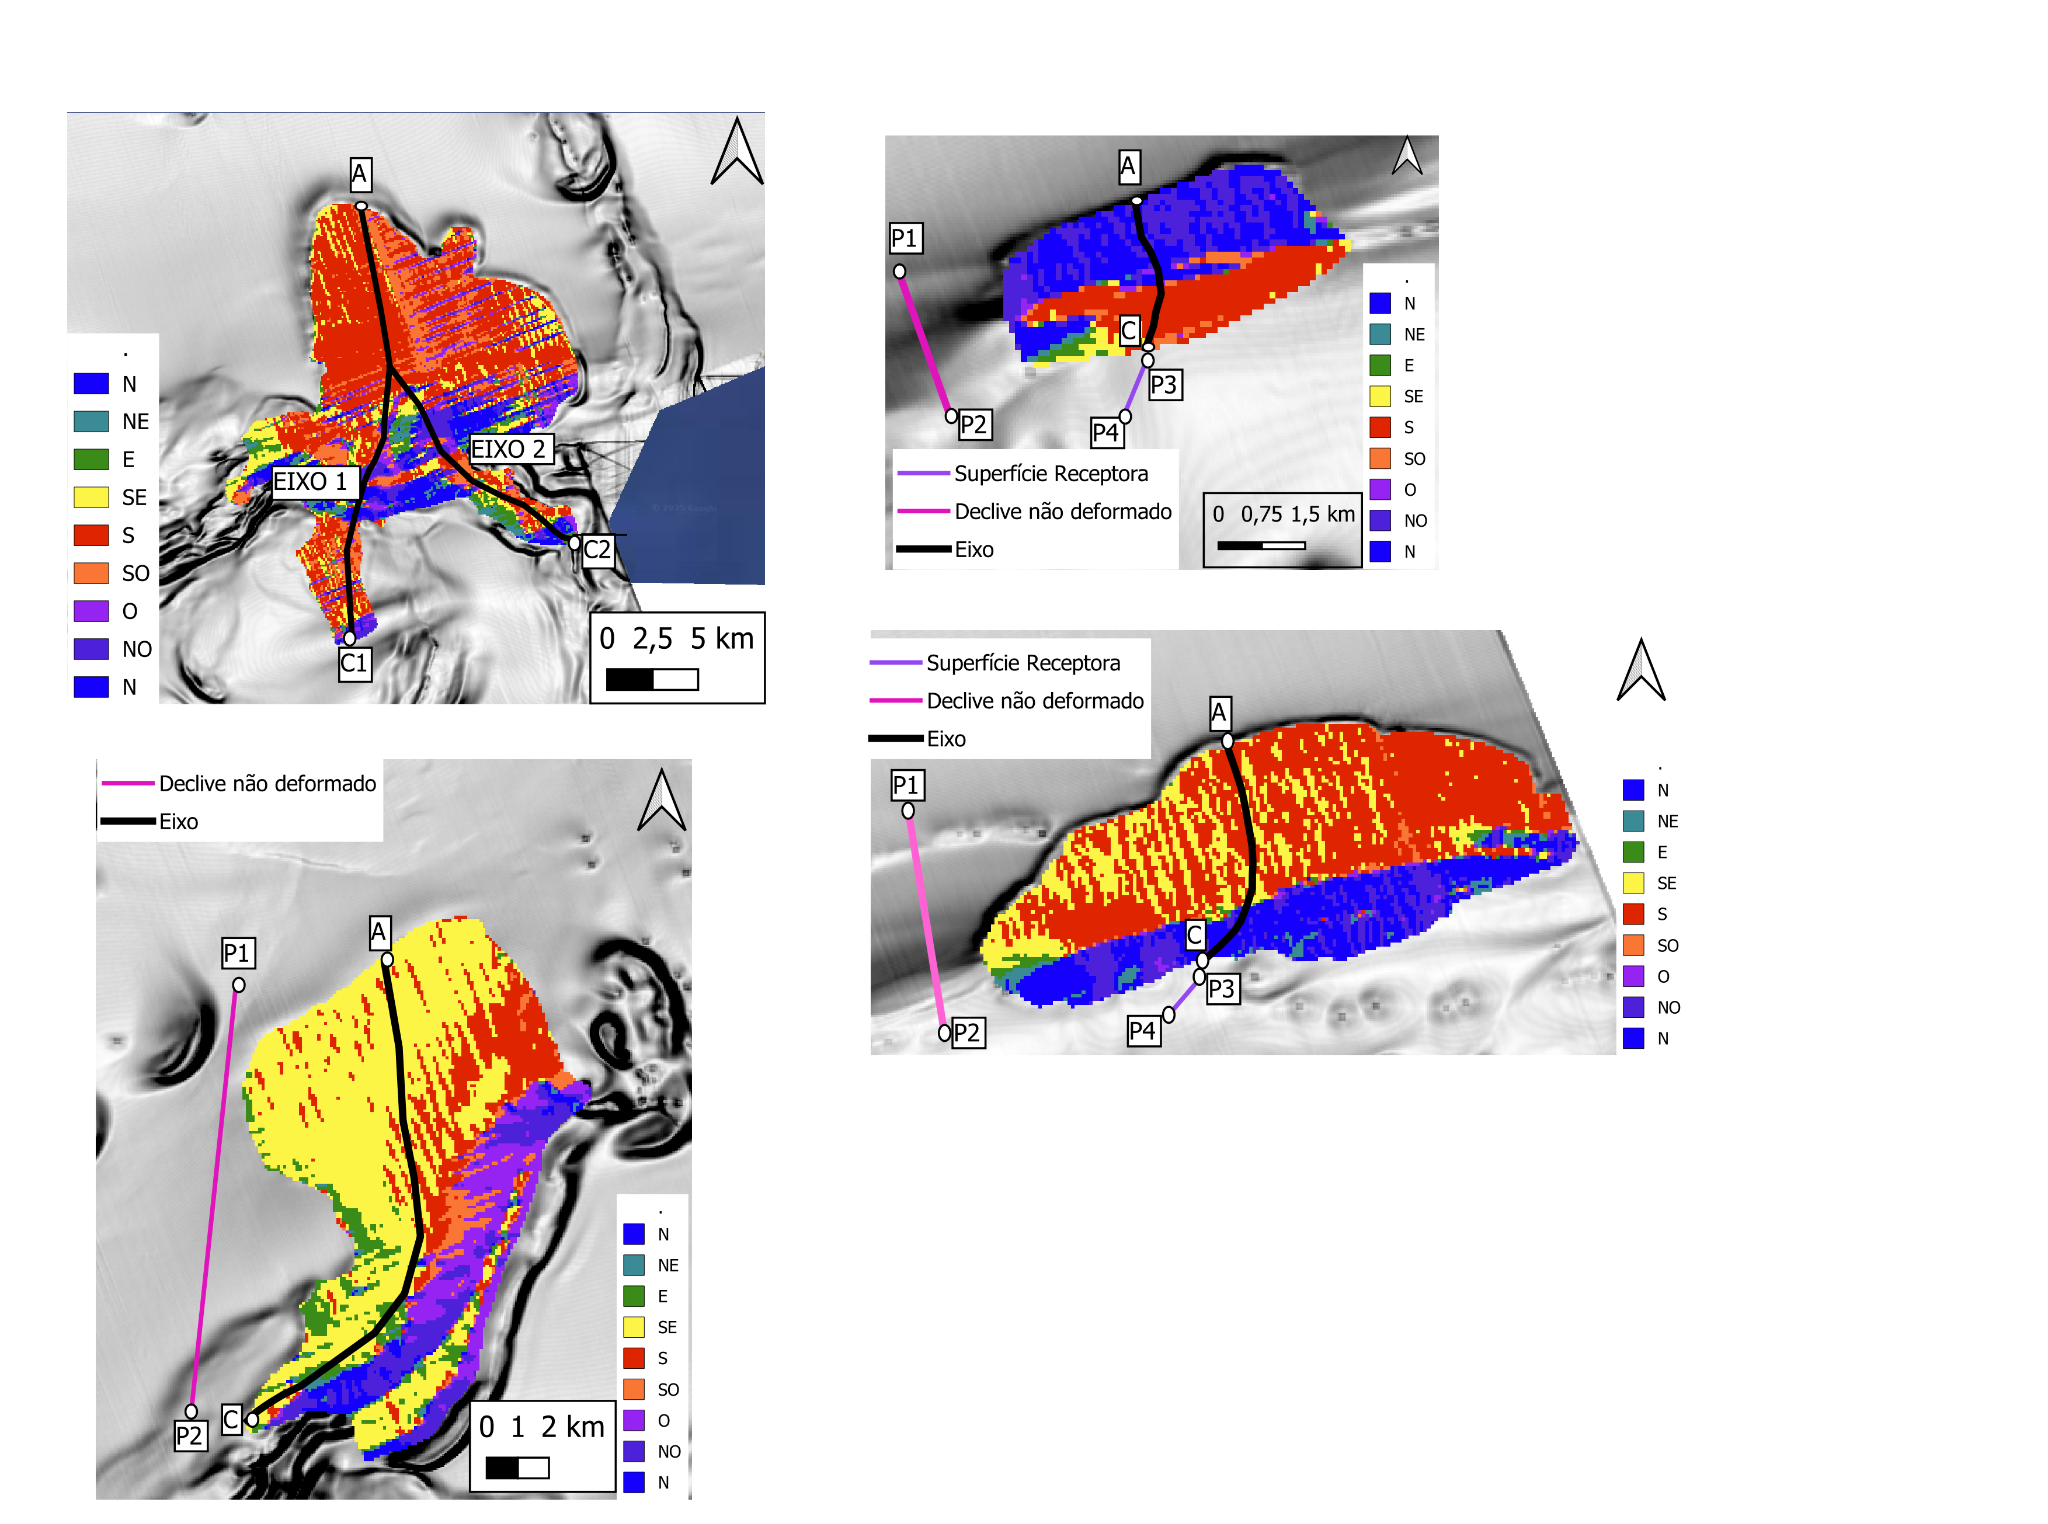 A
EIXO 1
EIXO 2
C1
C2
.
N
NE
E
SE
S
SO
O
NO
N
0 2,5 5 km
A
P1
C
P2
P3
P4
Superfície Receptora
Declive não deformado
Eixo
0 0,75 1,5 km
.
N
NE
E
SE
S
SO
O
NO
N
Declive não deformado
Eixo
A
P1
P2
C
0 1 2 km
.
N
NE
E
SE
S
SO
O
NO
N
Superfície Receptora
Declive não deformado
Eixo
A
P1
C
P3
P2
P4
.
N
NE
E
SE
S
SO
O
NO
N